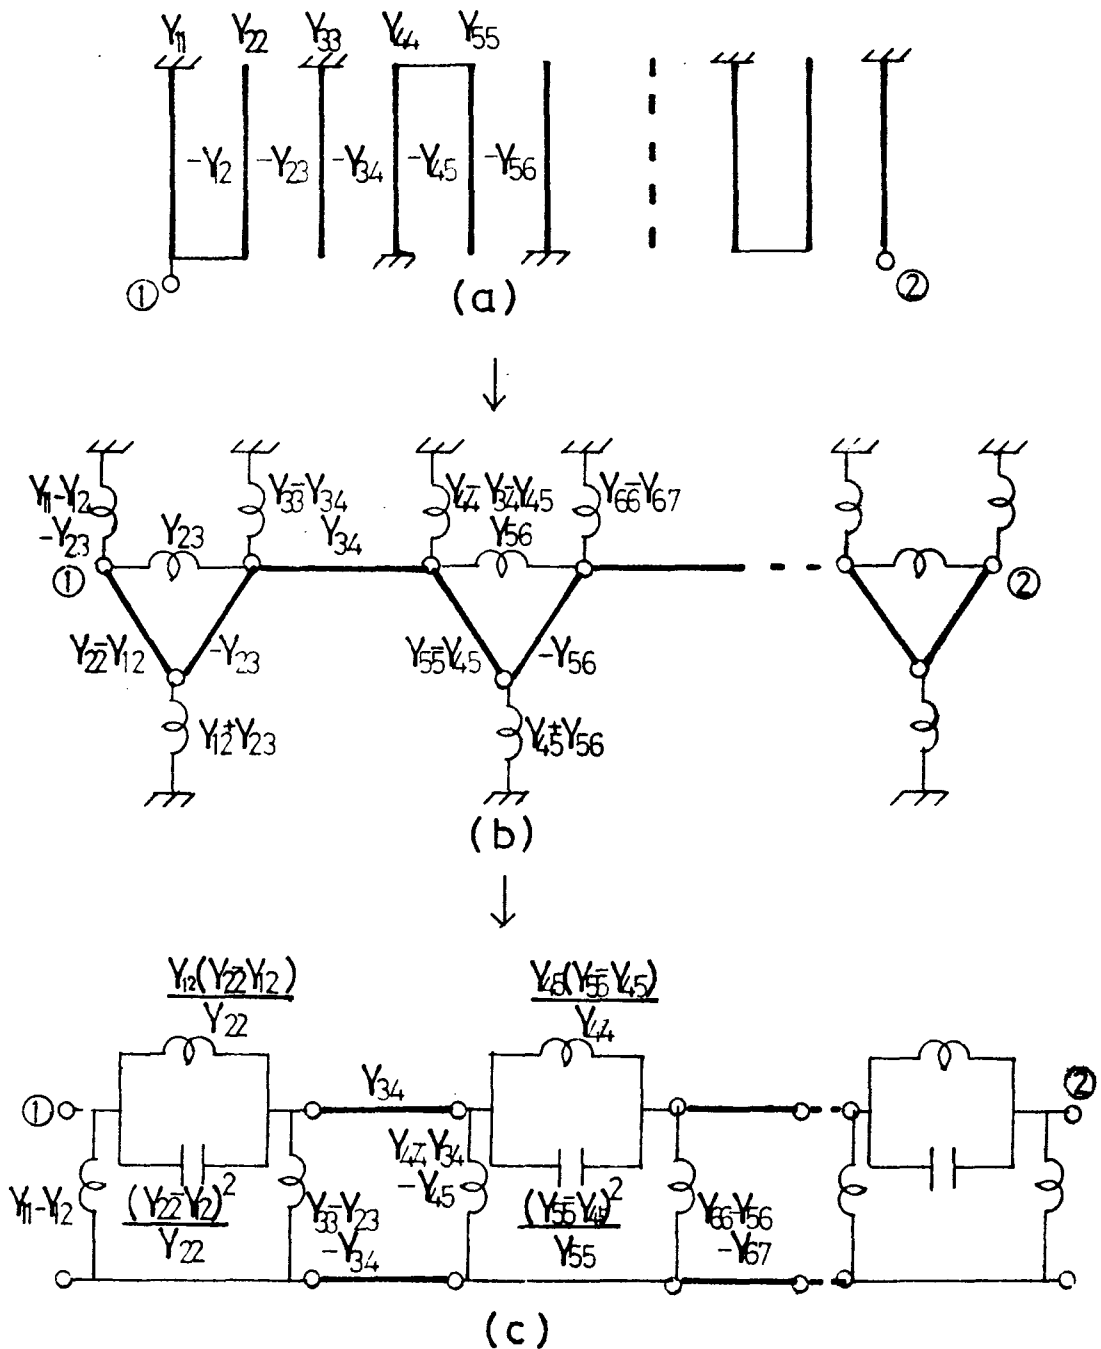 Y11 Y22 Y33 Y44 Y55
-Y12 -Y23 -Y34 -Y45 -Y56
① ②
(a)
Y11-Y12 -Y23
Y23
Y33-Y34
Y34
Y44-Y34-Y45
Y56
Y66-Y67
① ②
Y22-Y12
-Y23
Y55-Y45
-Y56
Y12+Y23
Y45+Y56
(b)
Y12(Y22-Y12)
Y22
Y45(Y55-Y45)
Y44
① Y34 ②
Y11-Y12
(Y22-Y12)2
Y22
Y33-Y23
-Y34
Y44-Y34
-Y45
(Y55-Y45)2
Y55
Y66-Y56
-Y67
(c)